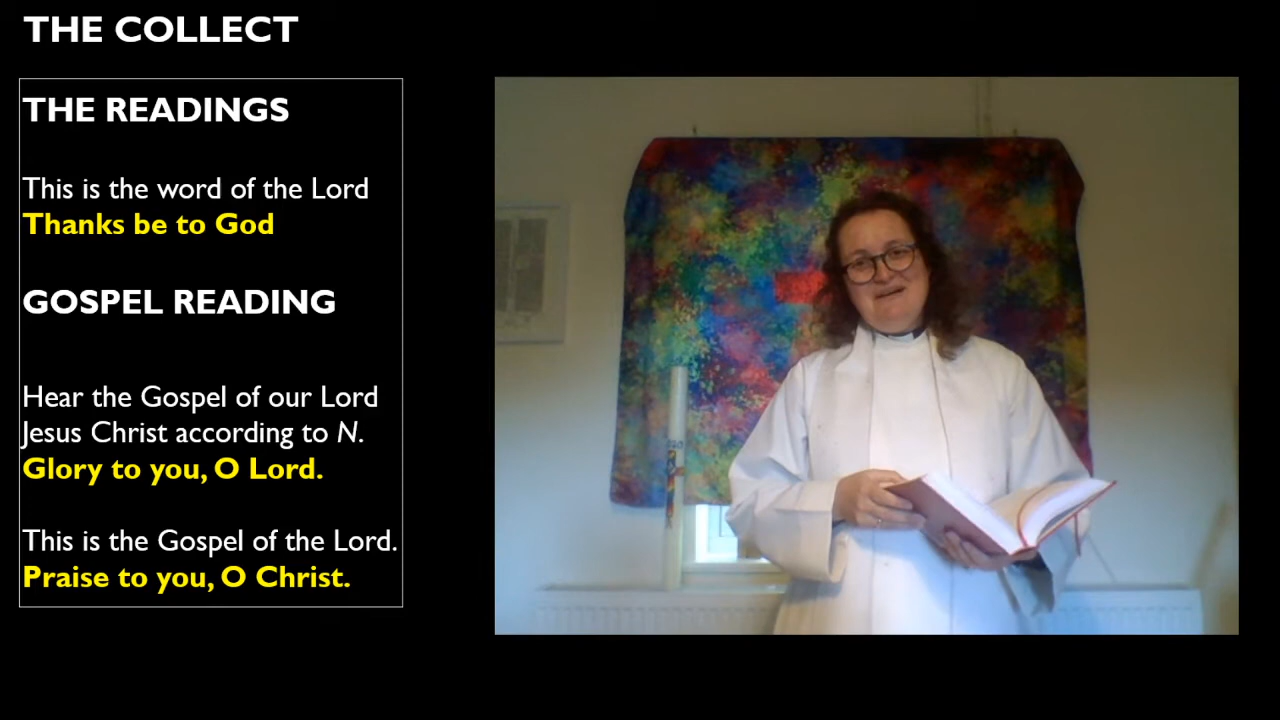 THE COLLECT
THE READINGS
This is the word of the Lord
Thanks be to God
GOSPEL READING
Hear the Gospel of our Lord
Jesus Christ according to N.
Glory to you, O Lord.
This is the Gospel of the Lord.
Praise to you, O Christ.